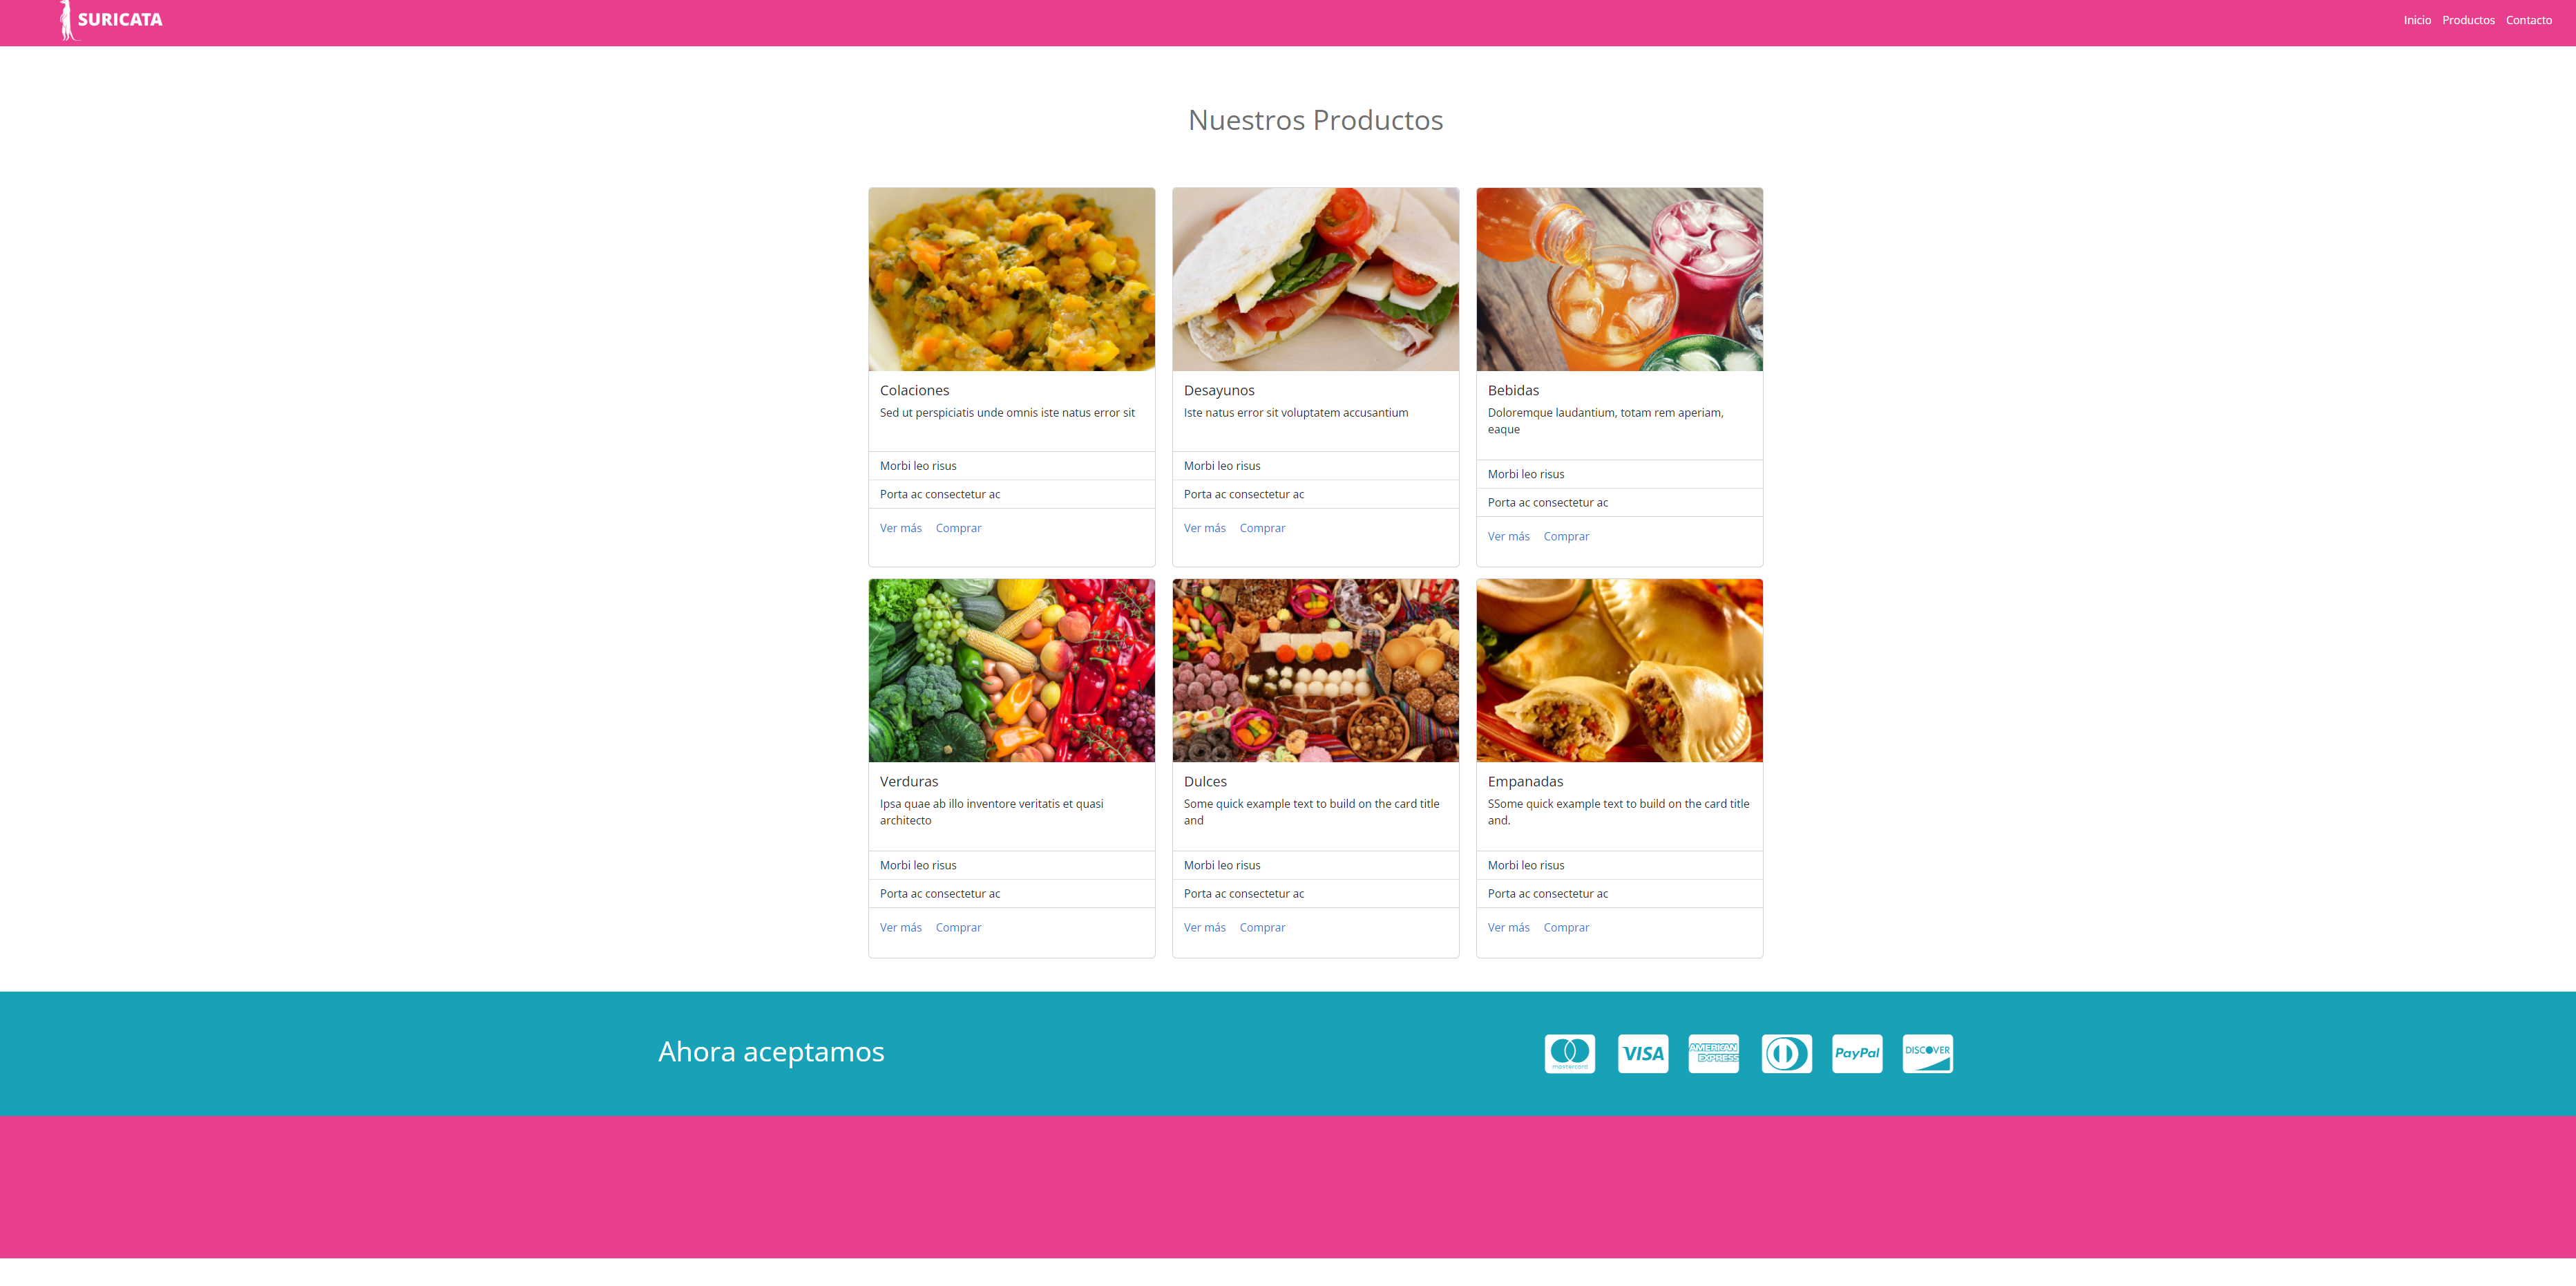 SURICATA
Inicio Productos Contacto
Nuestros Productos
Colaciones
Sed ut perspiciatis unde omnis iste natus error sit
Morbi leo risus
Porta ac consectetur ac
Ver más Comprar
Desayunos
Iste natus error sit voluptatem accusantium
Morbi leo risus
Porta ac consectetur ac
Ver más Comprar
Bebidas
Doloremque laudantium, totam rem aperiam,
eaque
Morbi leo risus
Porta ac consectetur ac
Ver más Comprar
Verduras
Ipsa quae ab illo inventore veritatis et quasi
architecto
Morbi leo risus
Porta ac consectetur ac
Ver más Comprar
Dulces
Some quick example text to build on the card title
and
Morbi leo risus
Porta ac consectetur ac
Ver más Comprar
Empanadas
SSome quick example text to build on the card title
and.
Morbi leo risus
Porta ac consectetur ac
Ver más Comprar
Ahora aceptamos
mastercard
VISA
AMERICAN
EXPRESS
PayPal
DISCOVER